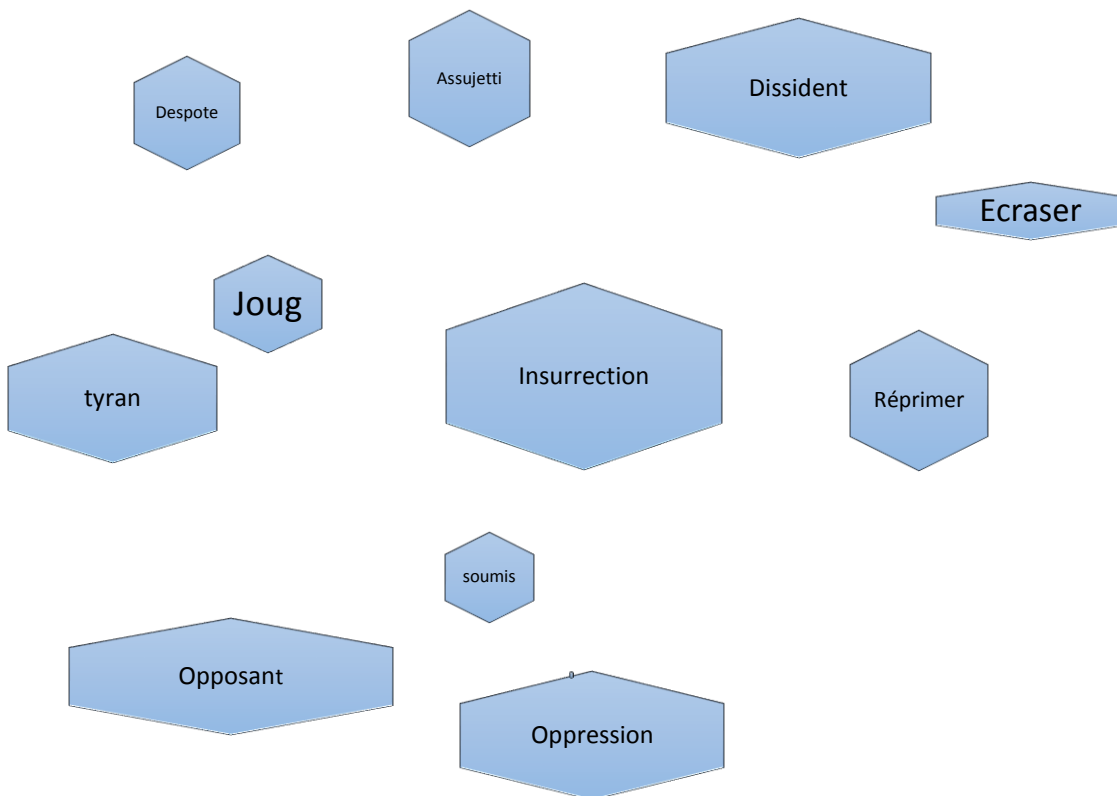 Assujetti
Dissident
Despote
Ecraser
Joug
Insurrection
tyran
Réprimer
soumis
Opposant
Oppression